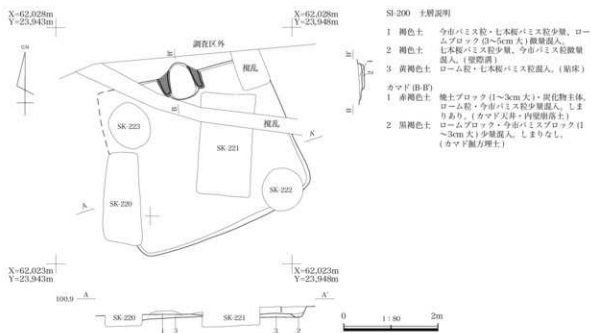 X=62,028m
Y=23,943m
X=62,028m
Y=23,948m
調査区外
G.N
B'
攪乱
B
SK-223
SK-221
攪乱
A'
SK-222
SK-220
A
X=62,023m
Y=23,943m
X=62,023m
Y=23,948m
100.9 A
A'
SK-220
SK-221
1 3
3 2
0
1:80
2m
B'
1
2
B
SI-200 土層説明
1 褐色土 今市パミス粒・七本桜パミス粒少量、ロー
ムブロック(3~5cm大)微量混入。
2 褐色土 七本桜パミス粒少量、今市パミス粒微量
混入。(壁際溝)
3 黄褐色土 ローム粒・七本桜パミス粒混入。(貼床)
カマド(B-B')
1 赤褐色土 焼土ブロック(1~3cm大)・炭化物主体、
ローム粒・今市パミス粒少量混入。しま
りあり。(カマド天井・内壁崩落土)
2 黒褐色土 ロームブロック・今市パミスブロック(1
~3cm大)少量混入。しまりなし。
(カマド掘方埋土)